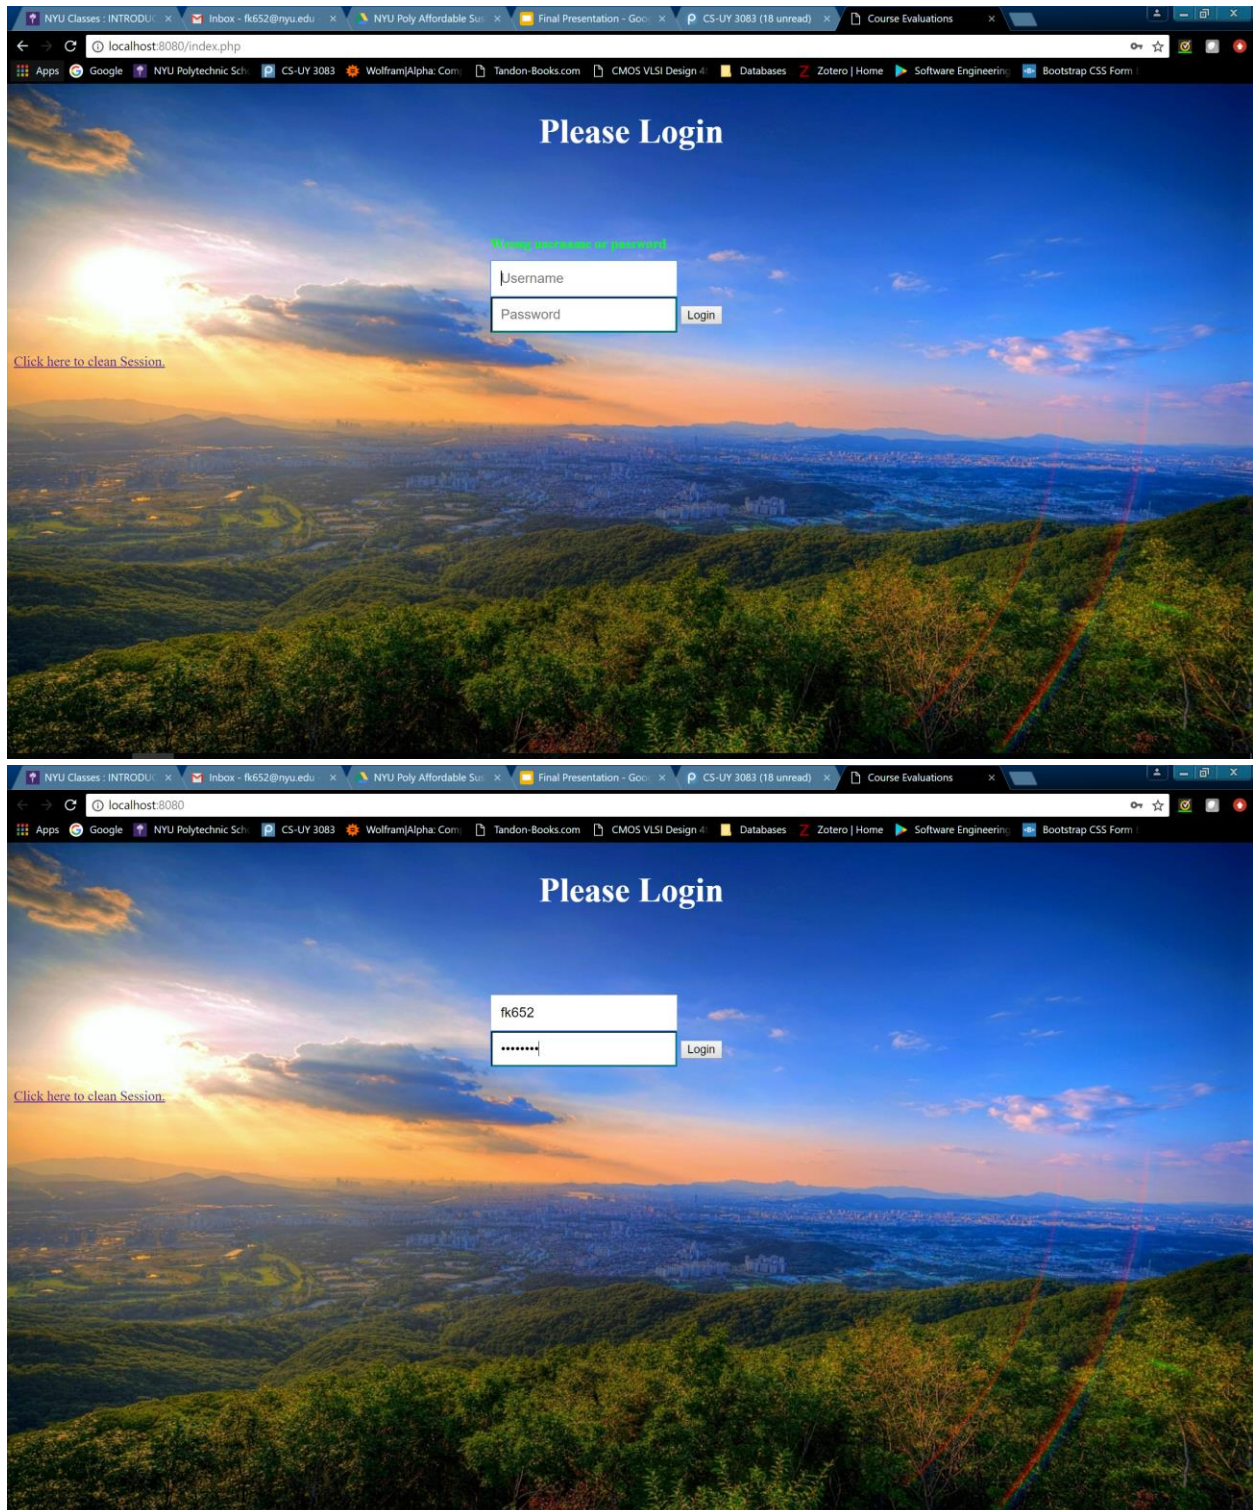 NYU Classes : INTRODUC
Inbox - fk652@nyu.edu
NYU Poly Affordable Sus
Final Presentation - Goo
CS-UY 3083 (18 unread)
Course Evaluations
localhost:8080/index.php
Apps Google NYU Polytechnic Sch CS-UY 3083 Wolfram|Alpha: Com Tandon-Books.com CMOS VLSI Design 4 Databases Zotero | Home Software Engineering Bootstrap CSS Form
Please Login
Wrong username or password
Username
Password Login
Click here to clean Session.
NYU Classes : INTRODUC
Inbox - fk652@nyu.edu
NYU Poly Affordable Sus
Final Presentation - Goo
CS-UY 3083 (18 unread)
Course Evaluations
localhost:8080
Apps Google NYU Polytechnic Sch CS-UY 3083 Wolfram|Alpha: Com Tandon-Books.com CMOS VLSI Design 4 Databases Zotero | Home Software Engineering Bootstrap CSS Form
Please Login
fk652
•••••••• Login
Click here to clean Session.